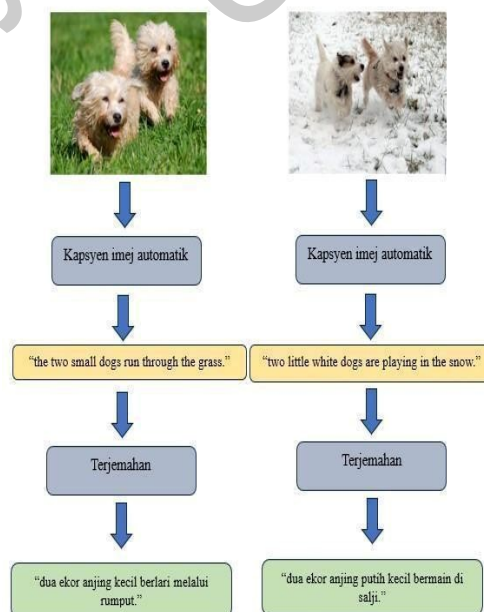 Kapsyen imej automatik
“the two small dogs run through the grass.”
Terjemahan
“dua ekor anjing kecil berlari melalui
rumput.”
Kapsyen imej automatik
“two little white dogs are playing in the snow.”
Terjemahan
“dua ekor anjing putih kecil bermain di
salji.”